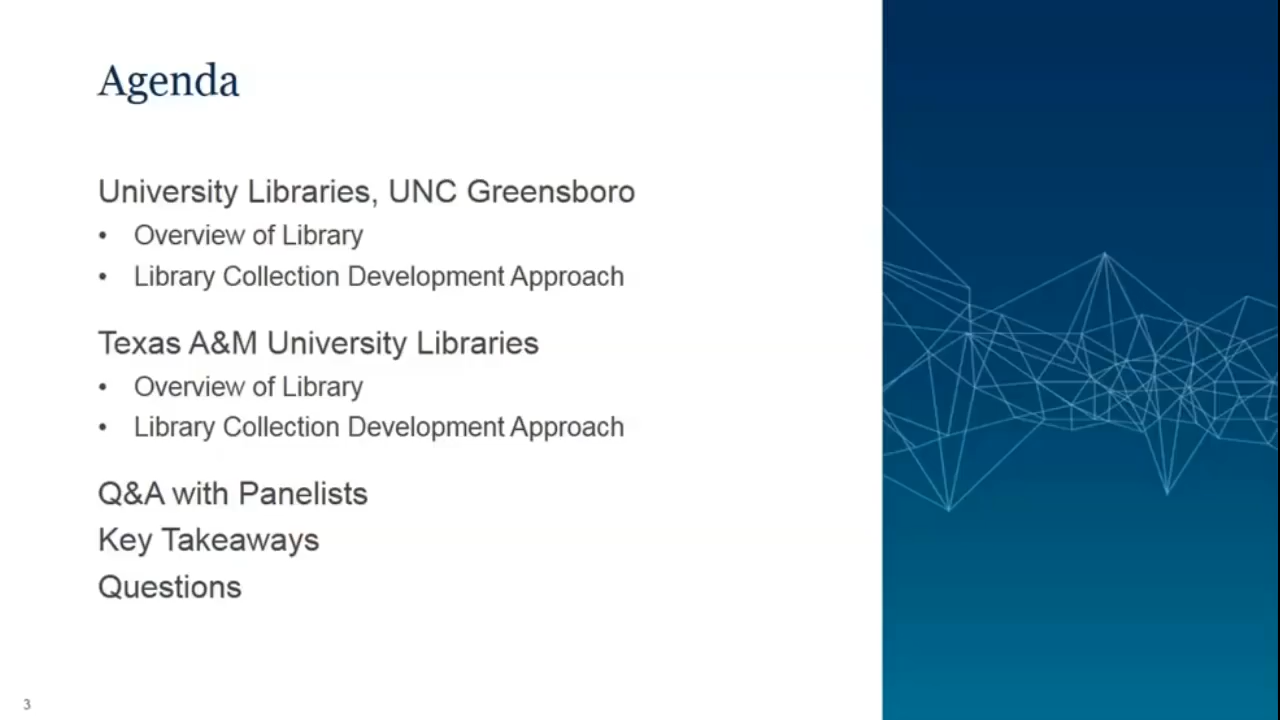 Agenda
University Libraries, UNC Greensboro
• Overview of Library
• Library Collection Development Approach
Texas A&M University Libraries
• Overview of Library
• Library Collection Development Approach
Q&A with Panelists
Key Takeaways
Questions
3